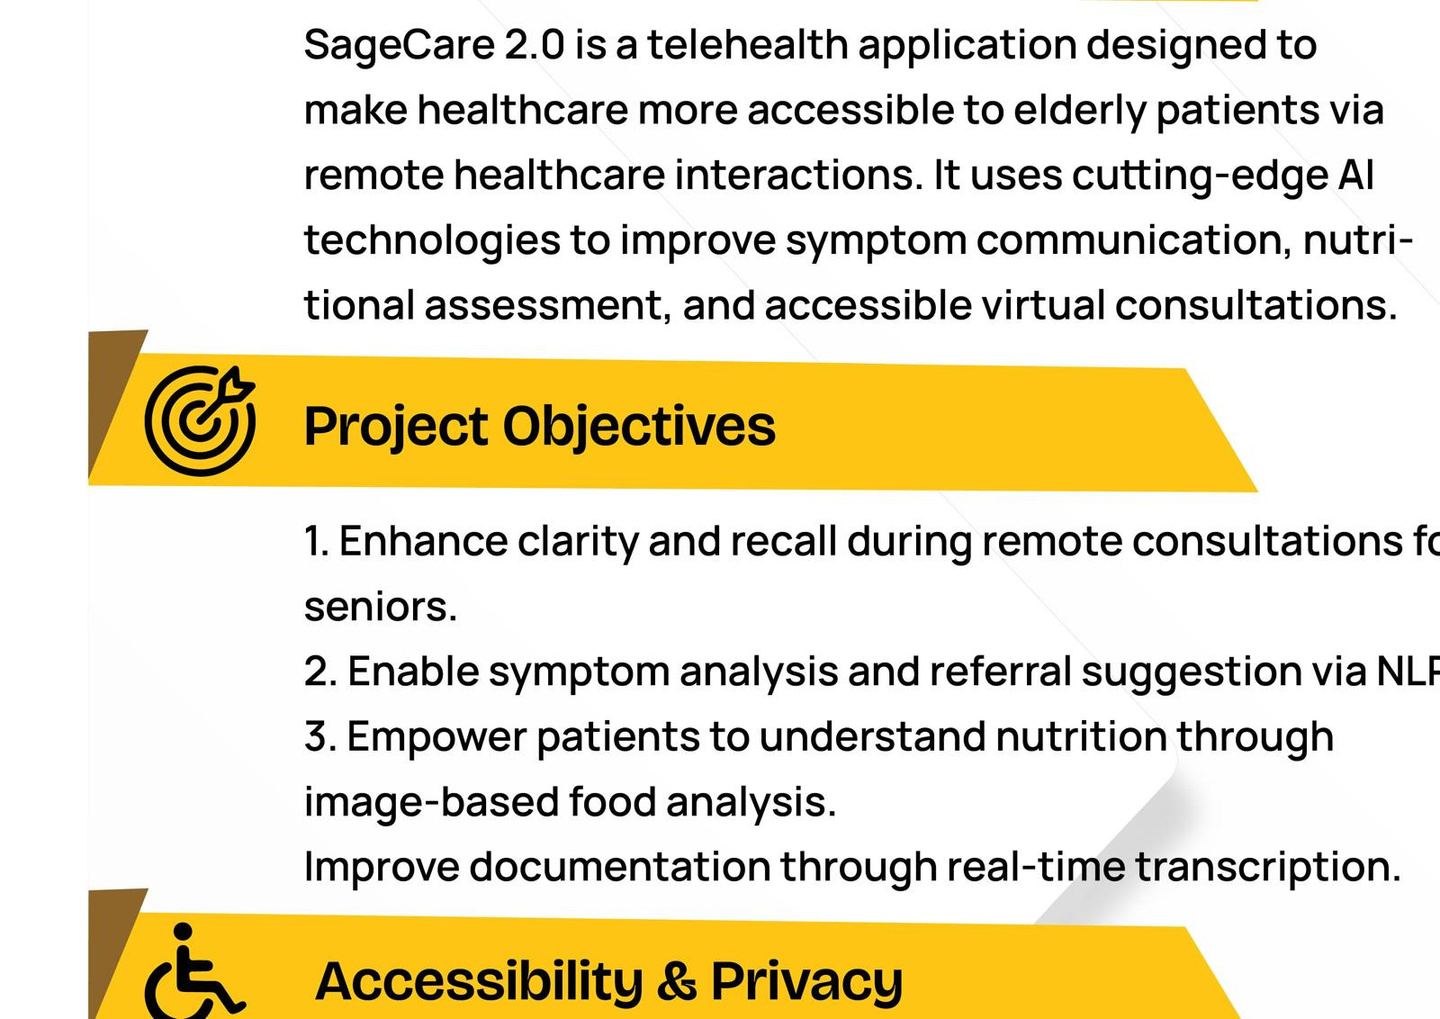 SageCare 2.0 is a telehealth application designed to
make healthcare more accessible to elderly patients via
remote healthcare interactions. It uses cutting-edge AI
technologies to improve symptom communication, nutri-
tional assessment, and accessible virtual consultations.
Project Objectives
1. Enhance clarity and recall during remote consultations
seniors.
2. Enable symptom analysis and referral suggestion via NLP
3. Empower patients to understand nutrition through
image-based food analysis.
Improve documentation through real-time transcription.
Accessibility & Privacy